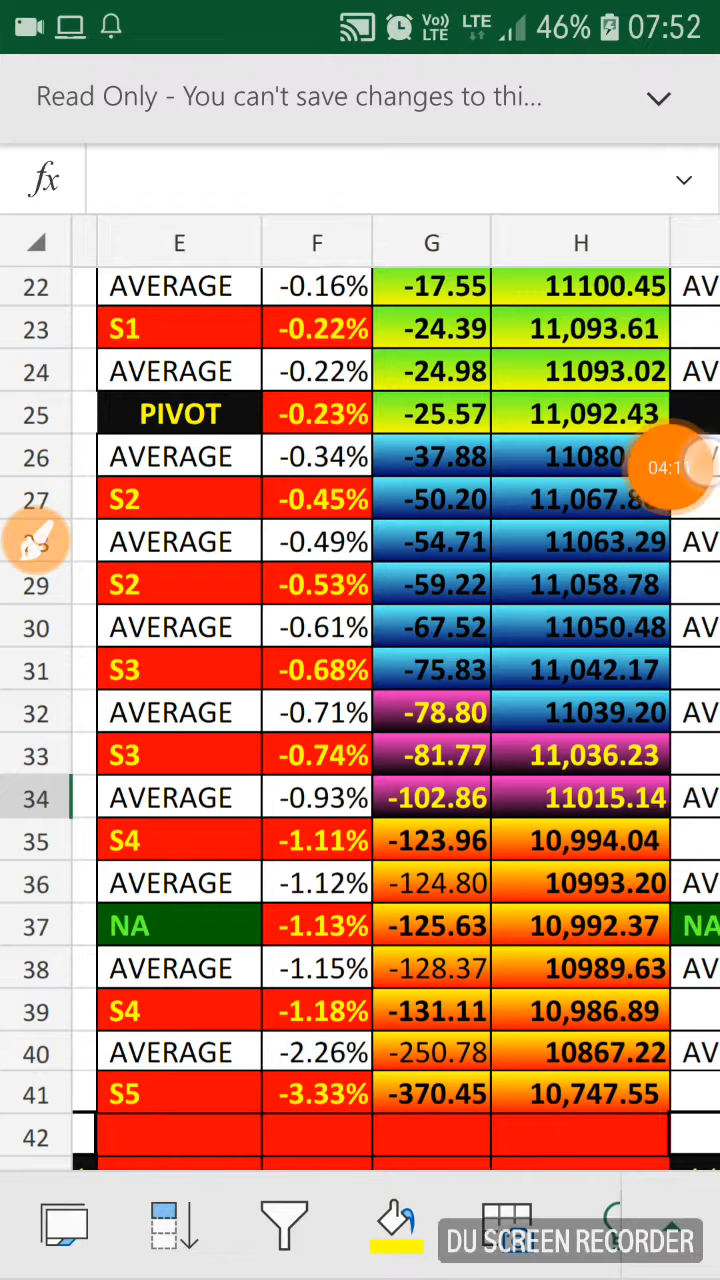 Vo)) LTE LTE 46% 07:52
Read Only - You can't save changes to thi...
fx
E F G H
22 AVERAGE -0.16% -17.55 11100.45 AV
23 S1 -0.22% -24.39 11,093.61
24 AVERAGE -0.22% -24.98 11093.02 AV
25 PIVOT -0.23% -25.57 11,092.43
26 AVERAGE -0.34% -37.88 11080
04:11
27 S2 -0.45% -50.20 11,067.8
AVERAGE -0.49% -54.71 11063.29 AV
29 S2 -0.53% -59.22 11,058.78
30 AVERAGE -0.61% -67.52 11050.48 AV
31 S3 -0.68% -75.83 11,042.17
32 AVERAGE -0.71% -78.80 11039.20 AV
33 S3 -0.74% -81.77 11,036.23
34 AVERAGE -0.93% -102.86 11015.14 AV
35 S4 -1.11% -123.96 10,994.04
36 AVERAGE -1.12% -124.80 10993.20 AV
37 NA -1.13% -125.63 10,992.37 NA
38 AVERAGE -1.15% -128.37 10989.63 AV
39 S4 -1.18% -131.11 10,986.89
40 AVERAGE -2.26% -250.78 10867.22 AV
41 S5 -3.33% -370.45 10,747.55
42
DU SCREEN RECORDER